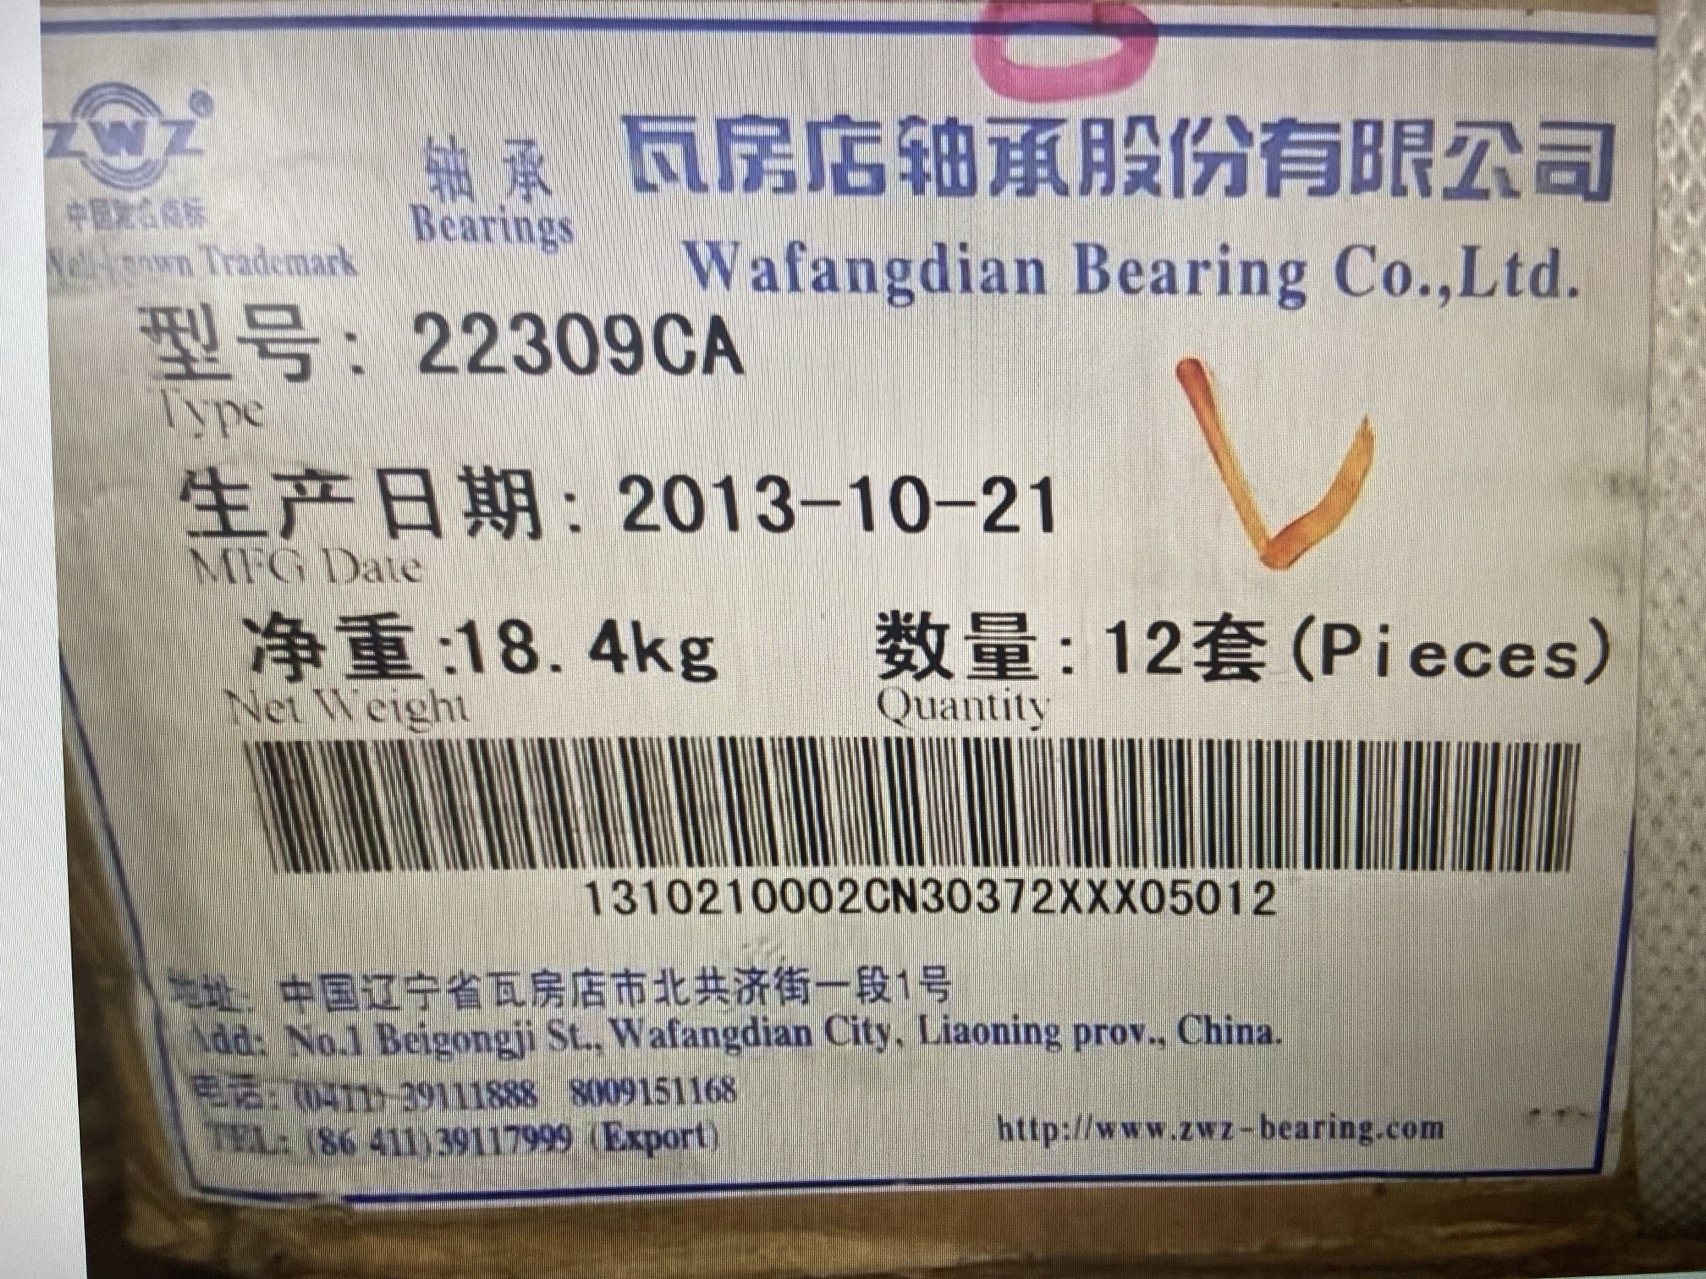 ZWZ®
中国驰名商标
Well-known Trademark
轴承
Bearings
瓦房店轴承股份有限公司
Wafangdian Bearing Co.,Ltd.
型号: 22309CA
Type
生产日期: 2013-10-21
MFG Date
净重:18.4kg 数量: 12套(Pieces)
Net Weight Quantity
1310210002CN30372XXX05012
地址: 中国辽宁省瓦房店市北共济街一段1号
Add: No.1 Beigongji St., Wafangdian City, Liaoning prov., China.
电话: (0411) 39111888 8009151168
TEL: (86 411)39117999 (Export)
http://www.zwz-bearing.com